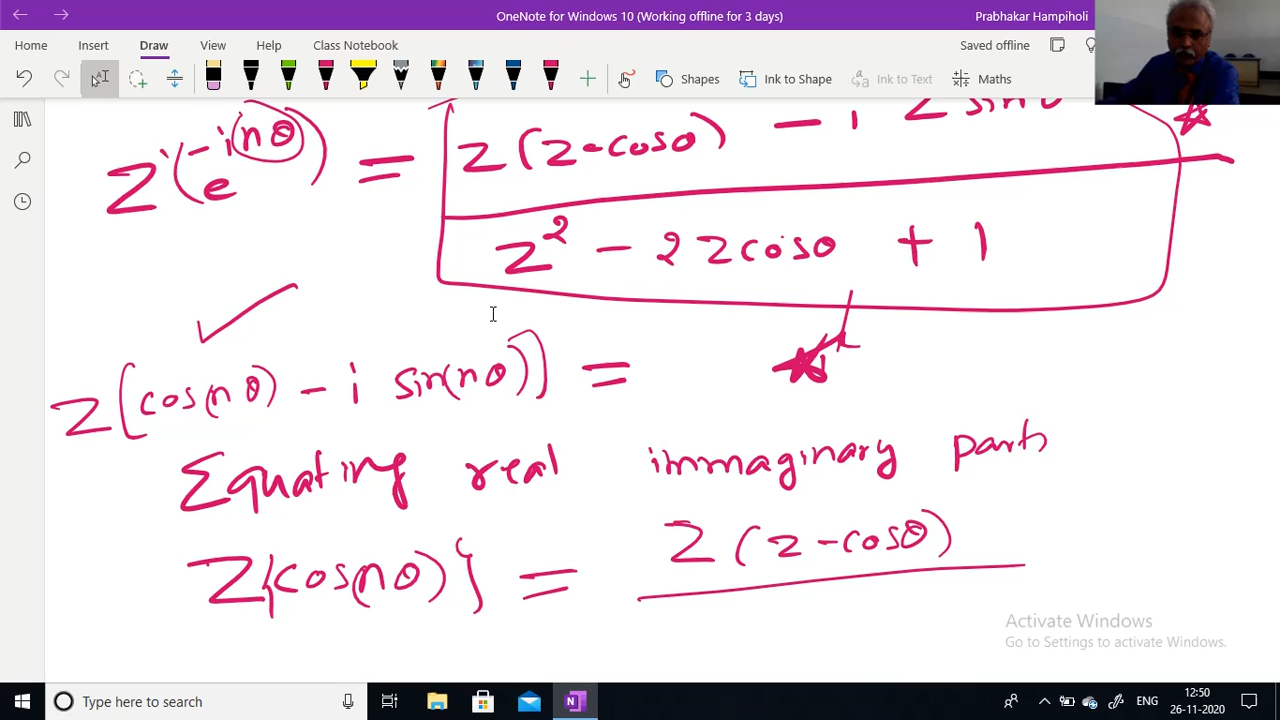 OneNote for Windows 10 (Working offline for 3 days)
Prabhakar Hampiholi
Home Insert Draw View Help Class Notebook
Saved offline
Shapes Ink to Shape Ink to Text Maths
Z(e^(-inθ)) = z(z-cosθ) - i z sinθ
z² - 2zcosθ + 1
Z[cos(nθ) - i sin(nθ)] =
Equating real immaginary parts
Z{cos(nθ)} = z(z-cosθ)
Activate Windows
Go to Settings to activate Windows.
Type here to search
ENG
12:50
26-11-2020